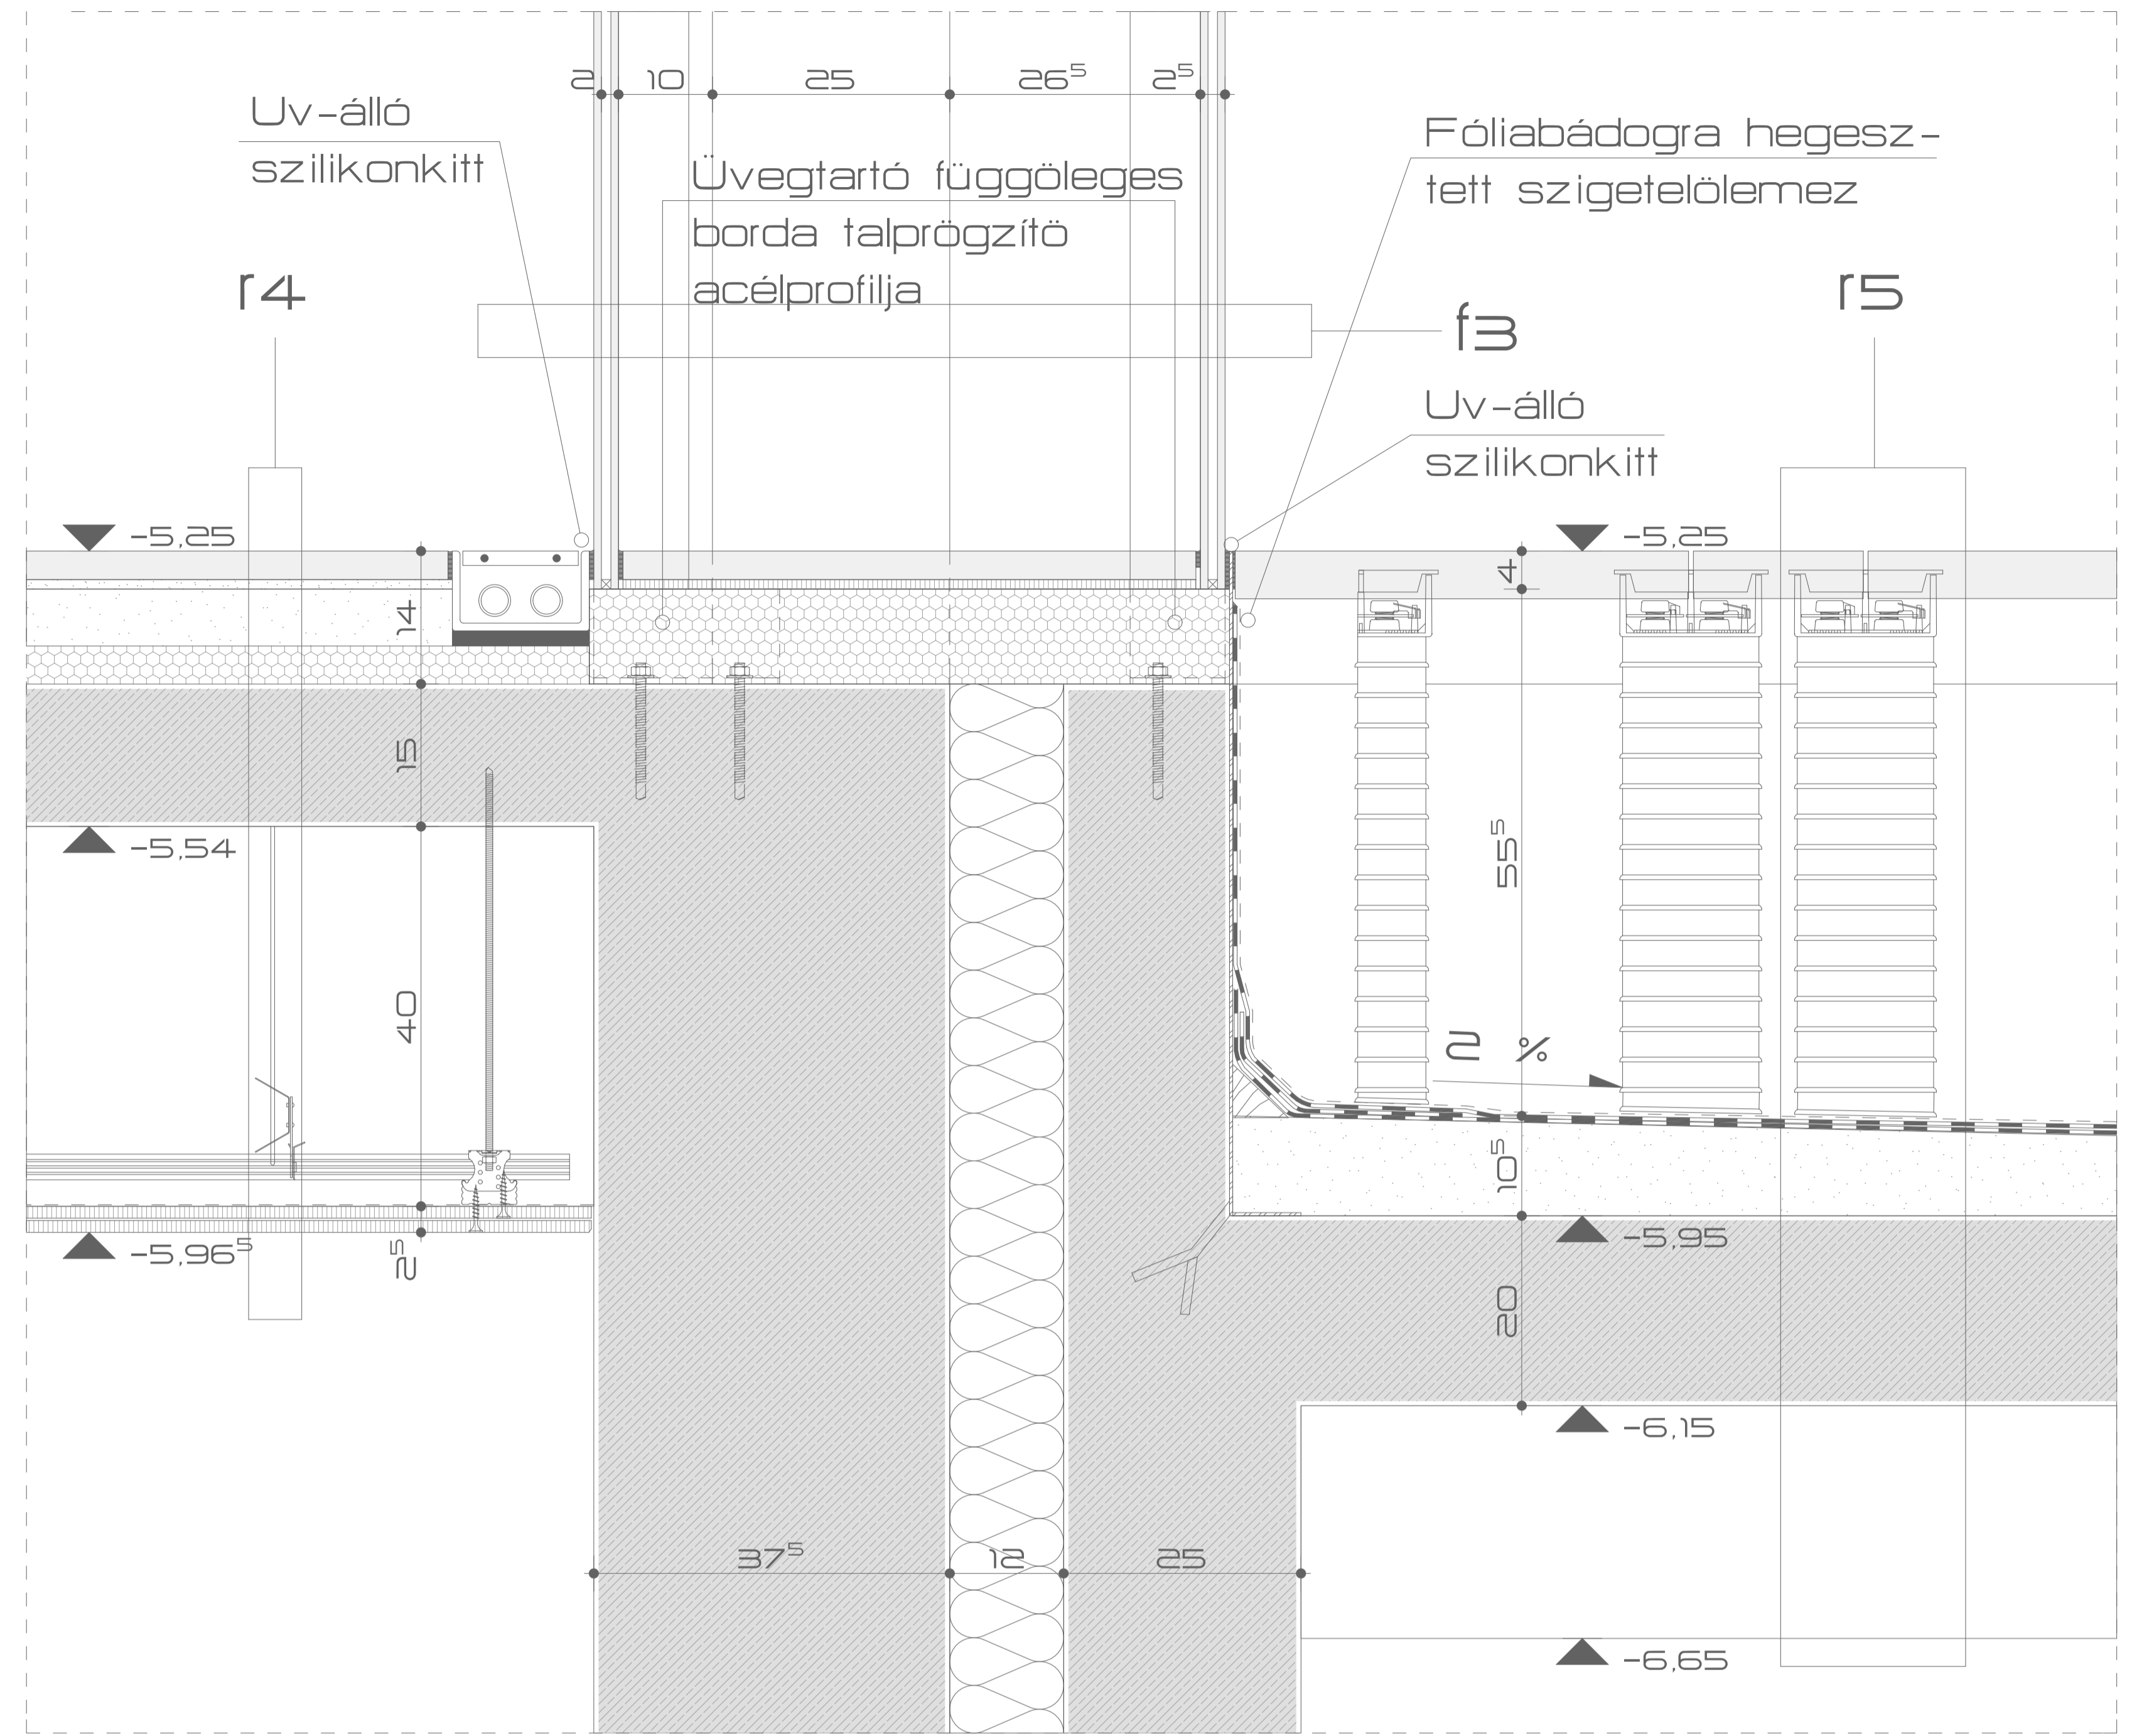 2 10 25 26⁵ 2⁵
Uv-álló
szilikonkitt
Üvegtartó függöleges
borda talprögzítö
acélprofilja
Fóliabádogra hegesz-
tett szigetelölemez
r4
f3
r5
Uv-álló
szilikonkitt
-5,25
-5,25
4
14
15
-5,54
55⁵
40
2 %
10⁵
-5,96⁵
2⁵
-5,95
20
-6,15
37⁵ 12 25
-6,65